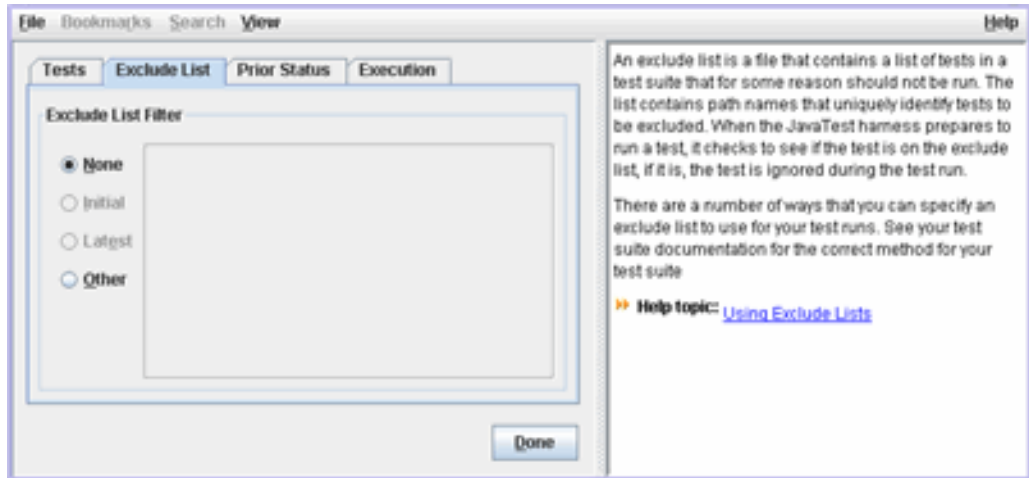 File Bookmarks Search View Help
Tests Exclude List Prior Status Execution
Exclude List Filter
None
Initial
Latest
Other
Done
An exclude list is a file that contains a list of tests in a
test suite that for some reason should not be run. The
list contains path names that uniquely identify tests to
be excluded. When the JavaTest harness prepares to
run a test, it checks to see if the test is on the exclude
list, if it is, the test is ignored during the test run.
There are a number of ways that you can specify an
exclude list to use for your test runs. See your test
suite documentation for the correct method for your
test suite
Help topic: Using Exclude Lists